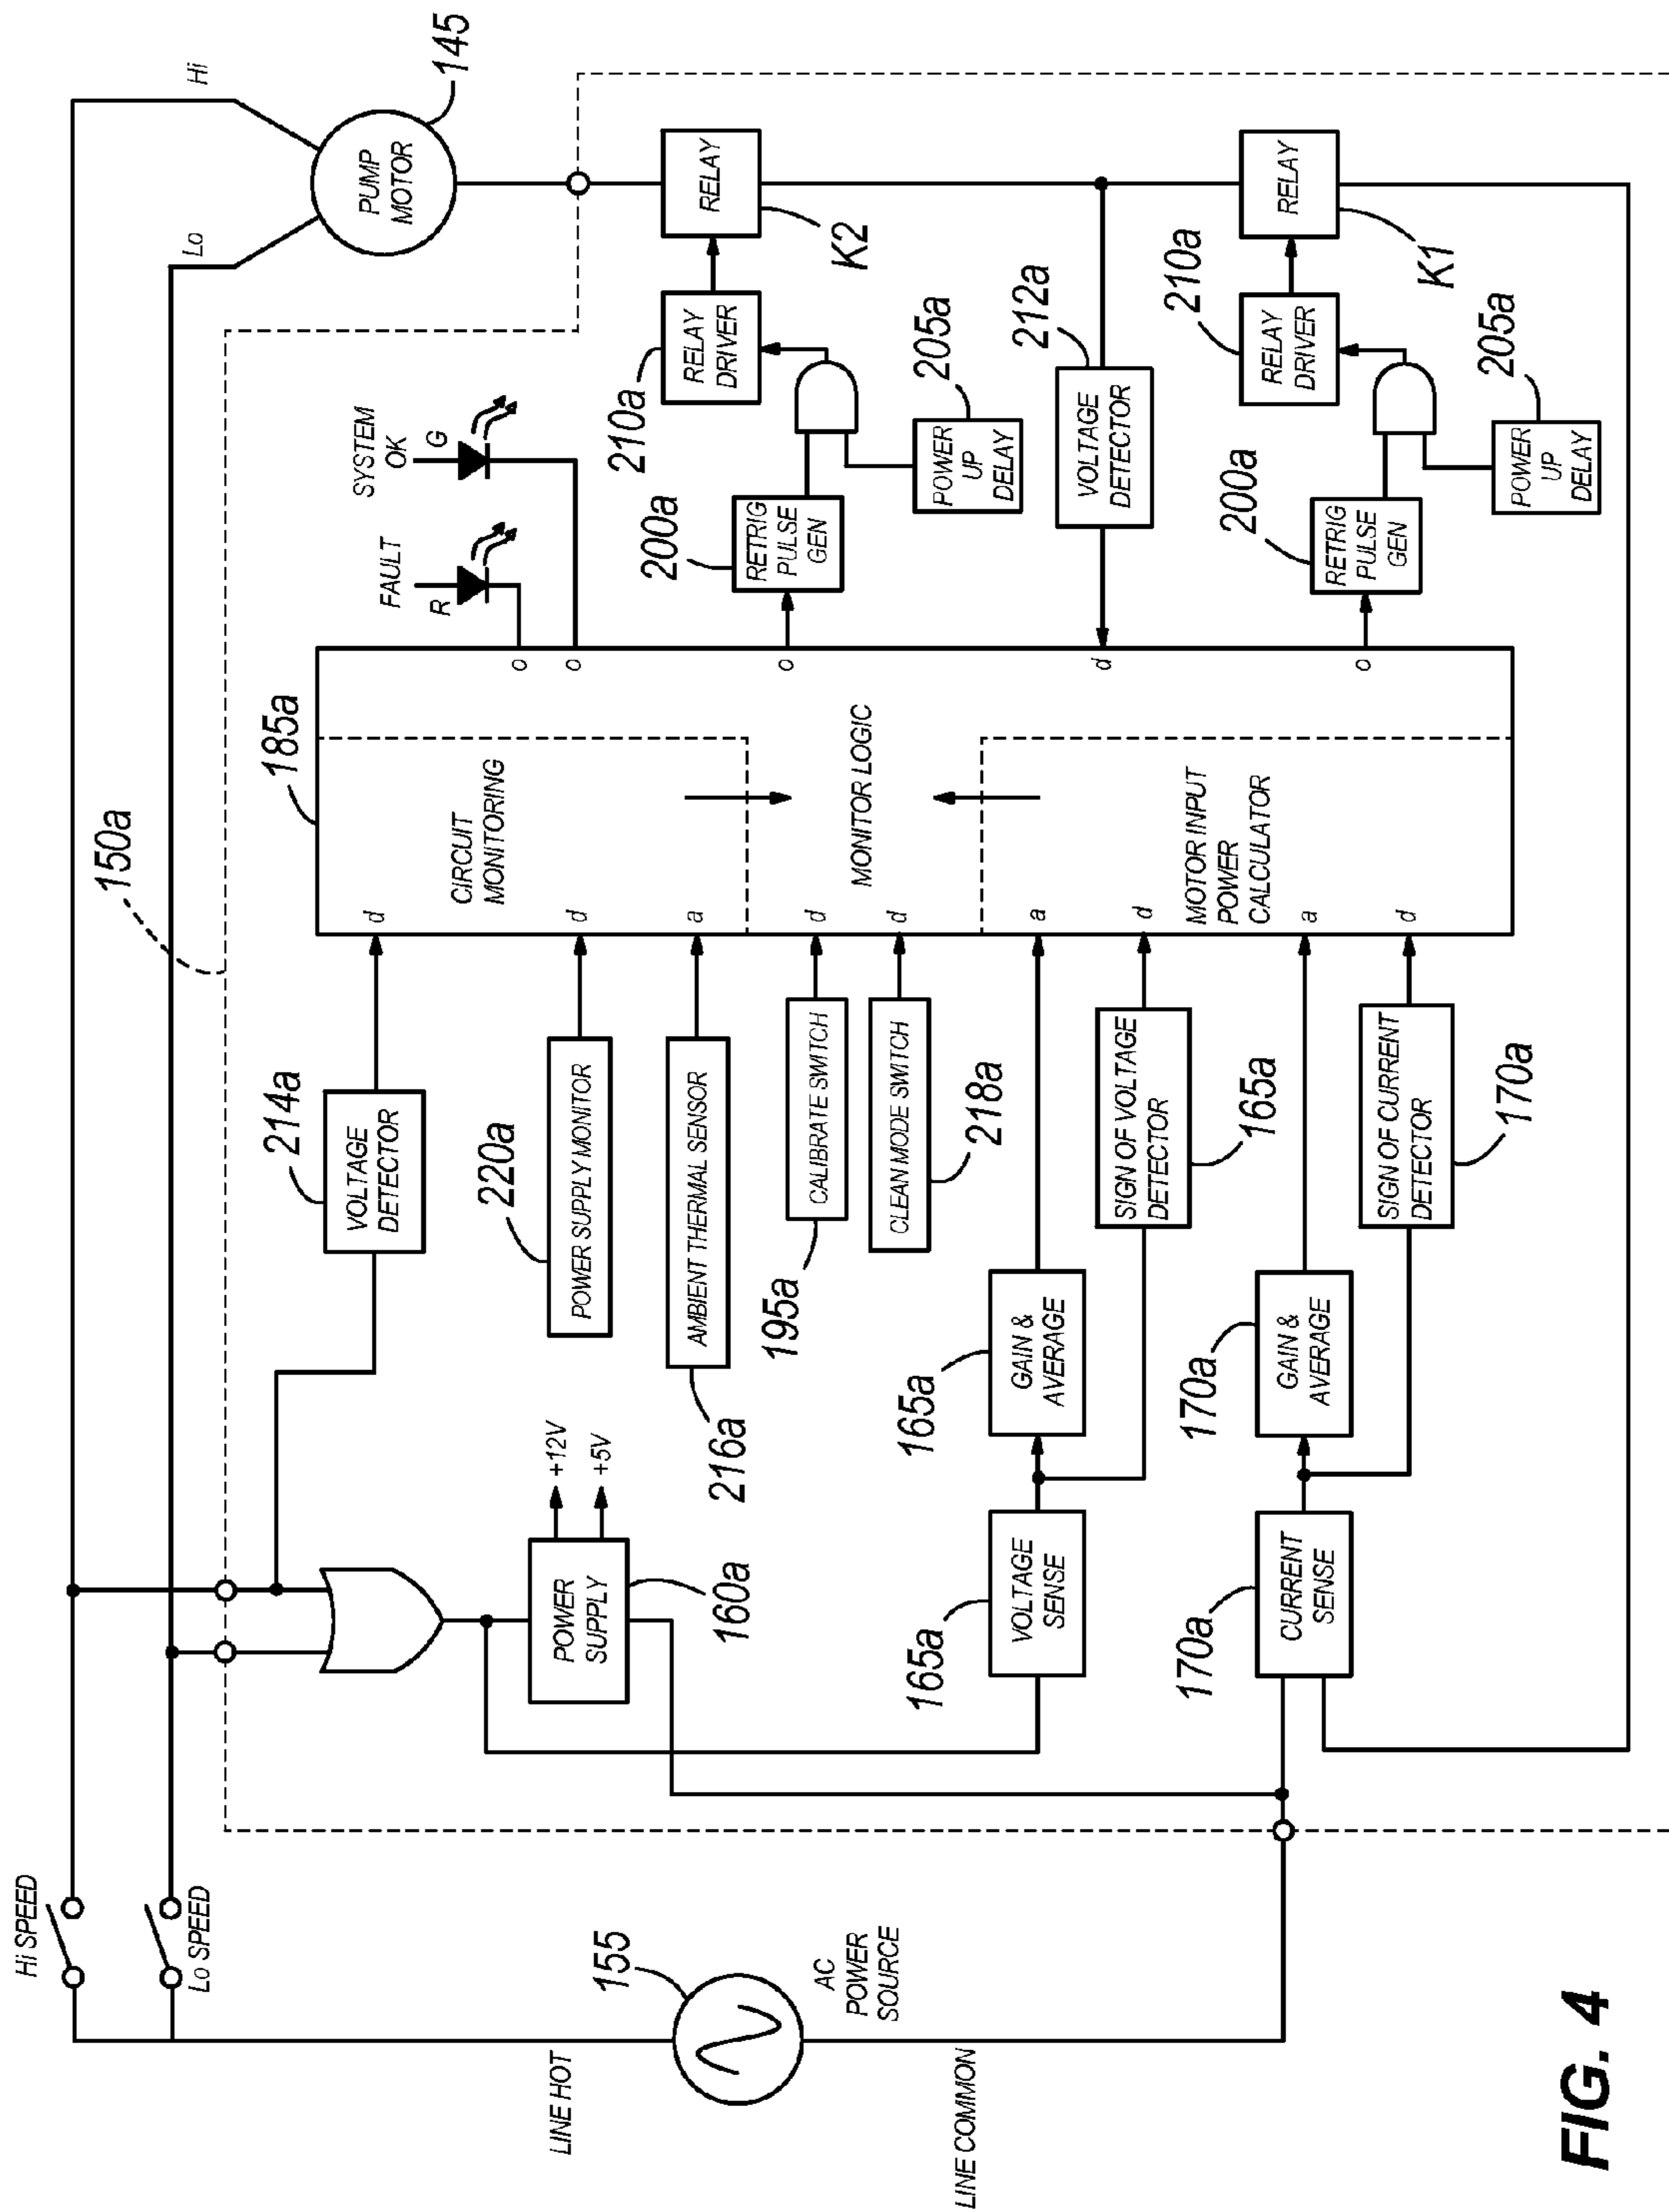 Hi SPEED
Lo SPEED
Hi
Lo
PUMP
MOTOR
145
150a
LINE HOT
155
AC
POWER
SOURCE
LINE COMMON
POWER
SUPPLY
+12V
+5V
160a
214a
VOLTAGE
DETECTOR
220a
POWER SUPPLY MONITOR
AMBIENT THERMAL SENSOR
216a
CALIBRATE SWITCH
195a
CLEAN MODE SWITCH
218a
VOLTAGE
SENSE
165a
GAIN &
AVERAGE
165a
SIGN OF VOLTAGE
DETECTOR
165a
CURRENT
SENSE
170a
GAIN &
AVERAGE
170a
SIGN OF CURRENT
DETECTOR
170a
185a
CIRCUIT
MONITORING
d
d
a
MONITOR LOGIC
d
d
MOTOR INPUT
POWER
CALCULATOR
a
d
a
d
o
o
o
d
o
FAULT
R
SYSTEM
OK
G
200a
RETRIG
PULSE
GEN
POWER
UP
DELAY
205a
210a
RELAY
DRIVER
RELAY
K2
212a
VOLTAGE
DETECTOR
200a
RETRIG
PULSE
GEN
POWER
UP
DELAY
205a
210a
RELAY
DRIVER
RELAY
K1
FIG. 4